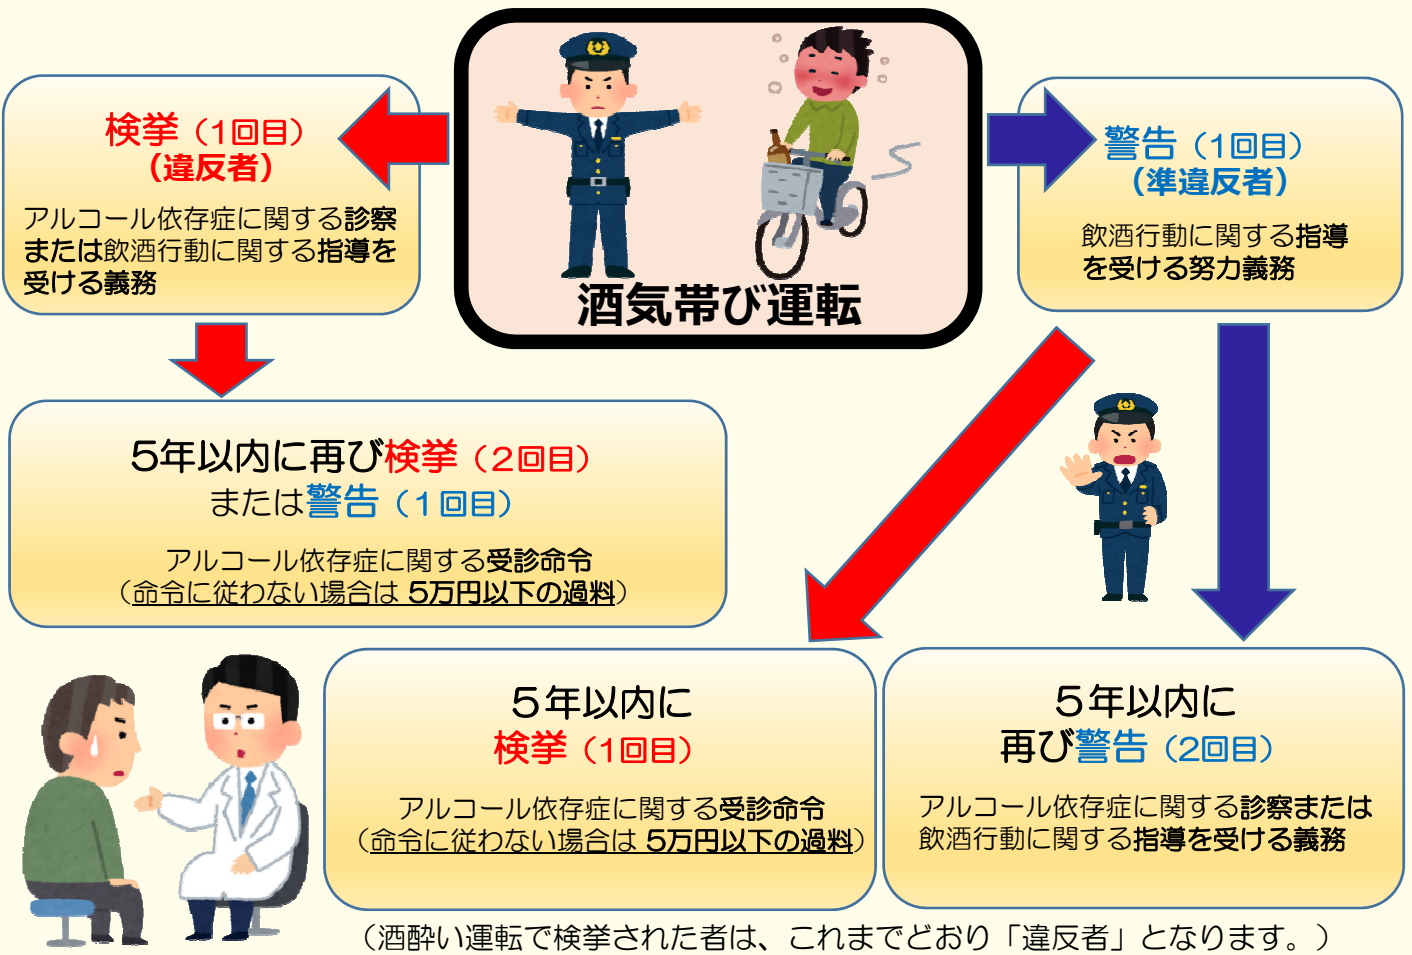 酒気帯び運転
検挙（1回目）
（違反者）
アルコール依存症に関する診察
または飲酒行動に関する指導を
受ける義務
警告（1回目）
（準違反者）
飲酒行動に関する指導
を受ける努力義務
5年以内に再び検挙（2回目）
または警告（1回目）
アルコール依存症に関する受診命令
（命令に従わない場合は 5万円以下の過料）
5年以内に
検挙（1回目）
アルコール依存症に関する受診命令
（命令に従わない場合は 5万円以下の過料）
5年以内に
再び警告（2回目）
アルコール依存症に関する診察または
飲酒行動に関する指導を受ける義務
（酒酔い運転で検挙された者は、これまでどおり「違反者」となります。）